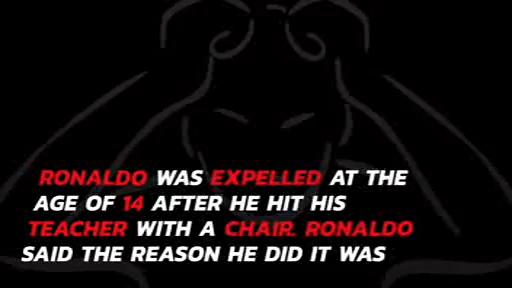 RONALDO WAS EXPELLED AT THE
AGE OF 14 AFTER HE HIT HIS
TEACHER WITH A CHAIR. RONALDO
SAID THE REASON HE DID IT WAS